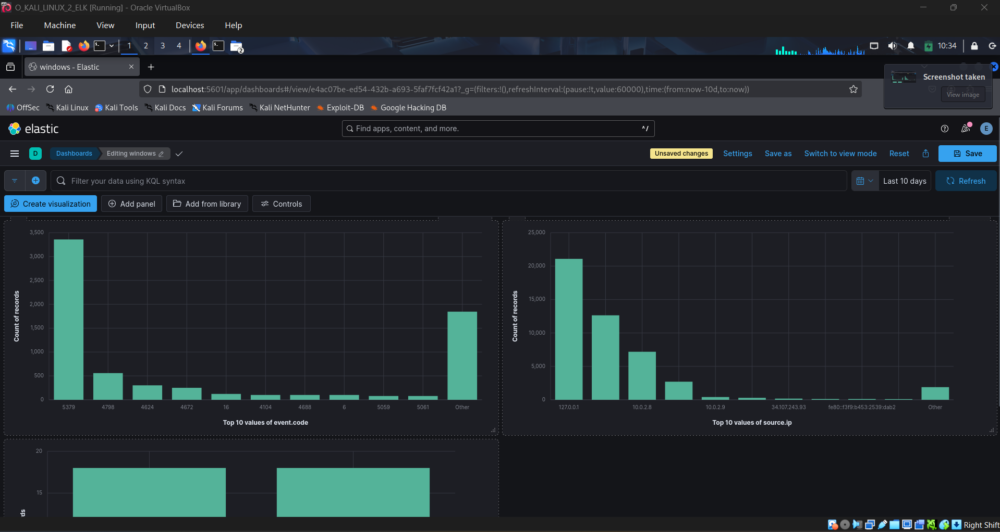 O_KALI_LINUX_2_ELK [Running] - Oracle VirtualBox
File Machine View Input Devices Help
1 2 3 4 2 10:34
windows - Elastic
Screenshot taken
View image
localhost:5601/app/dashboards#/view/e4ac07be-ed54-432b-a693-5faf7fcf42a1?_g=(filters:!(),refreshInterval:(pause:!t,value:60000),time:(from:now-10d,to:now))
OffSec Kali Linux Kali Tools Kali Docs Kali Forums Kali NetHunter Exploit-DB Google Hacking DB
elastic Find apps, content, and more. ^/ E
D Dashboards Editing windows Unsaved changes Settings Save as Switch to view mode Reset Save
Filter your data using KQL syntax Last 10 days Refresh
Create visualization Add panel Add from library Controls
3,500
3,000
2,500
2,000
1,500
1,000
500
0
Count of records
5379 4798 4624 4672 16 4104 4688 6 5059 5061 Other
Top 10 values of event.code
25,000
20,000
15,000
10,000
5,000
0
Count of records
127.0.0.1 10.0.2.8 10.0.2.9 34.107.243.93 fe80::f3f9:b453:2539:dab2 Other
Top 10 values of source.ip
20
15
rds
Right Shift